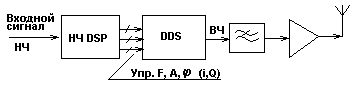 Входной
сигнал
НЧ
НЧ DSP
DDS
ВЧ
Упр. F, A, φ (i,Q)